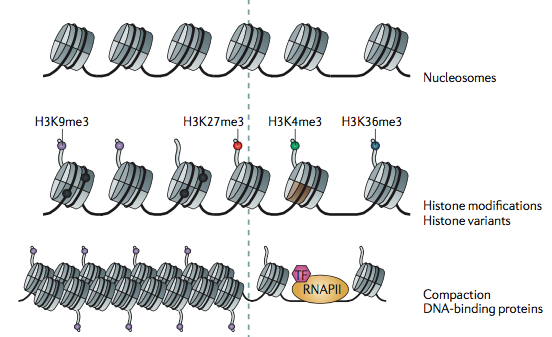 Nucleosomes
H3K9me3 H3K27me3 H3K4me3 H3K36me3
Histone modifications
Histone variants
TF
RNAPII
Compaction
DNA-binding proteins